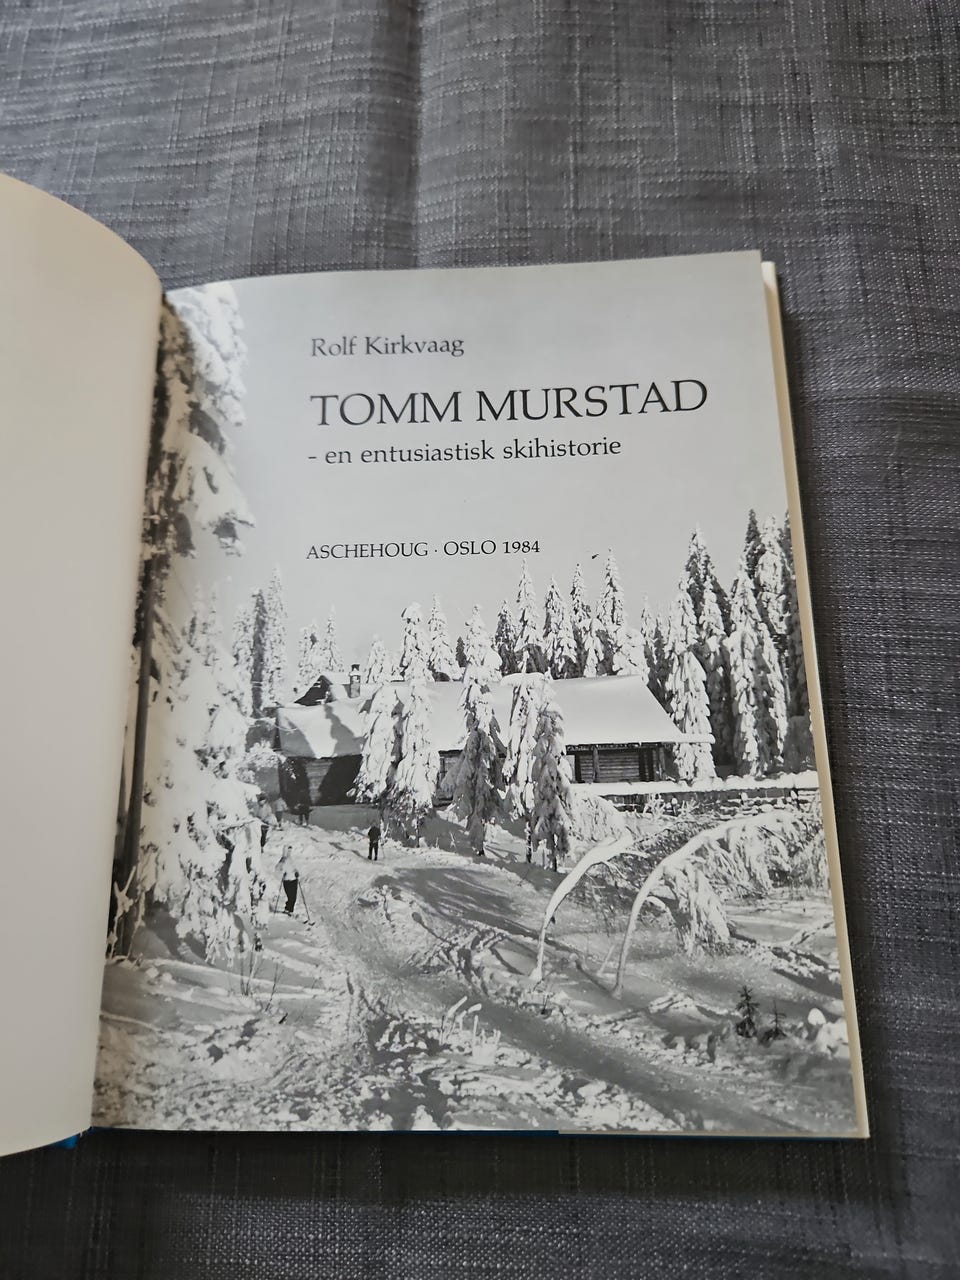 Rolf Kirkvaag
TOMM MURSTAD
- en entusiastisk skihistorie
ASCHEHOUG · OSLO 1984